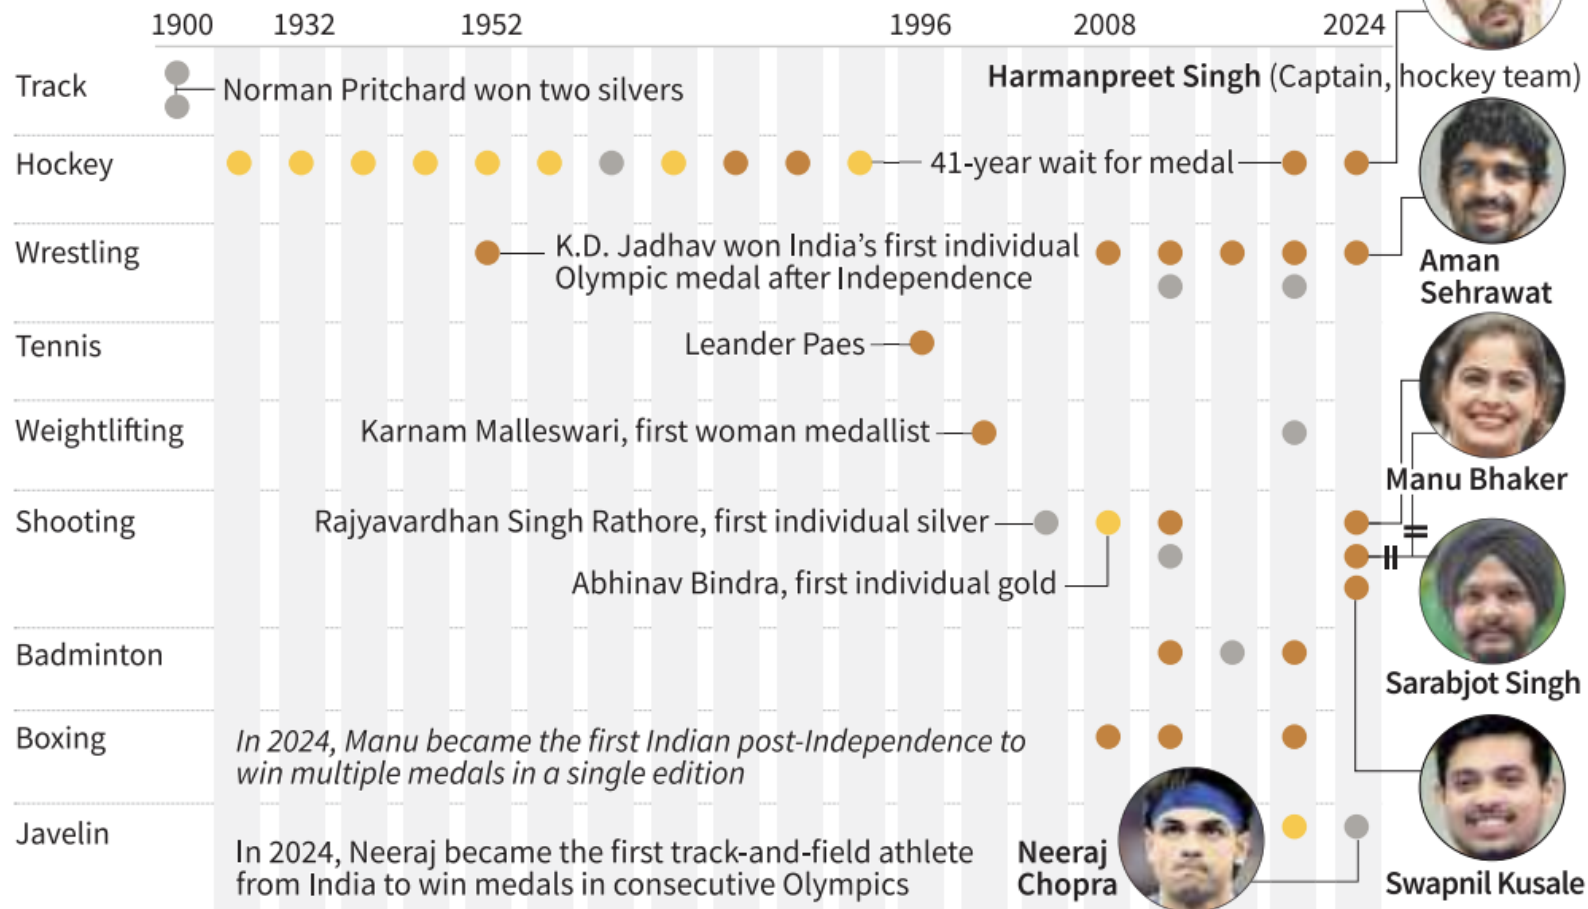 1900 1932 1952 1996 2008 2024
Track
Norman Pritchard won two silvers
Harmanpreet Singh (Captain, hockey team)
Hockey
41-year wait for medal
Wrestling
K.D. Jadhav won India’s first individual
Olympic medal after Independence
Aman
Sehrawat
Tennis
Leander Paes
Weightlifting
Karnam Malleswari, first woman medallist
Manu Bhaker
Shooting
Rajyavardhan Singh Rathore, first individual silver
Abhinav Bindra, first individual gold
Sarabjot Singh
Badminton
Boxing
In 2024, Manu became the first Indian post-Independence to
win multiple medals in a single edition
Javelin
In 2024, Neeraj became the first track-and-field athlete
from India to win medals in consecutive Olympics
Neeraj
Chopra
Swapnil Kusale